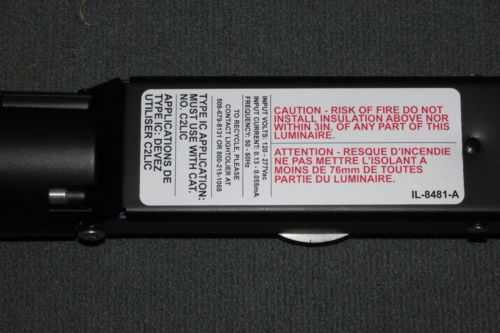 CAUTION - RISK OF FIRE DO NOT
INSTALL INSULATION ABOVE NOR
WITHIN 3IN. OF ANY PART OF THIS
LUMINAIRE.
ATTENTION - RESQUE D'INCENDIE
NE PAS METTRE L'ISOLANT A
MOINS DE 76mm DE TOUTES
PARTIE DU LUMINAIRE.
IL-8481-A
INPUT VOLTS: 120 - 277Vac
INPUT CURRENT: 0.13 - 0.056mA
FREQUENCY: 50 - 60Hz
TO RECYCLE, PLEASE
CONTACT LIGHTOLIER AT
508-679-8131 OR 800-215-1068
TYPE IC APPLICATION:
MUST USE WITH CAT.
NO. C2LIC
APPLICATIONS DE
TYPE IC: DEVEZ
UTILISER C2LIC